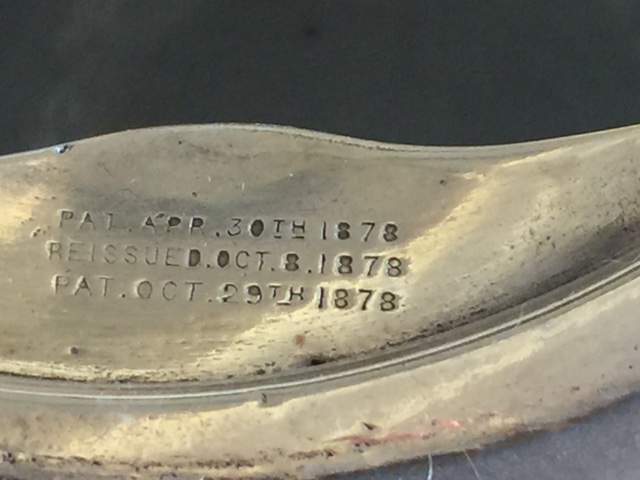 PAT.APR.30TH 1878
REISSUED.OCT.8.1878
PAT.OCT.29TH 1878